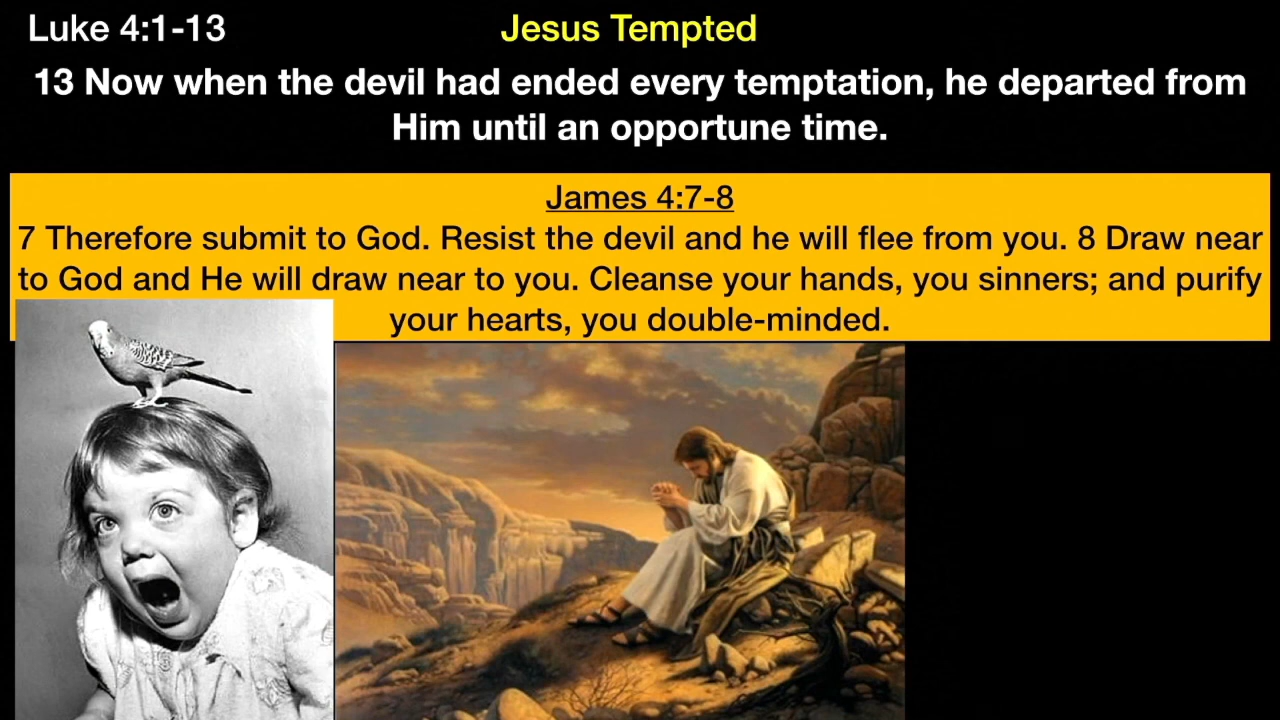 Luke 4:1-13
Jesus Tempted
13 Now when the devil had ended every temptation, he departed from
Him until an opportune time.
James 4:7-8
7 Therefore submit to God. Resist the devil and he will flee from you. 8 Draw near
to God and He will draw near to you. Cleanse your hands, you sinners; and purify
your hearts, you double-minded.